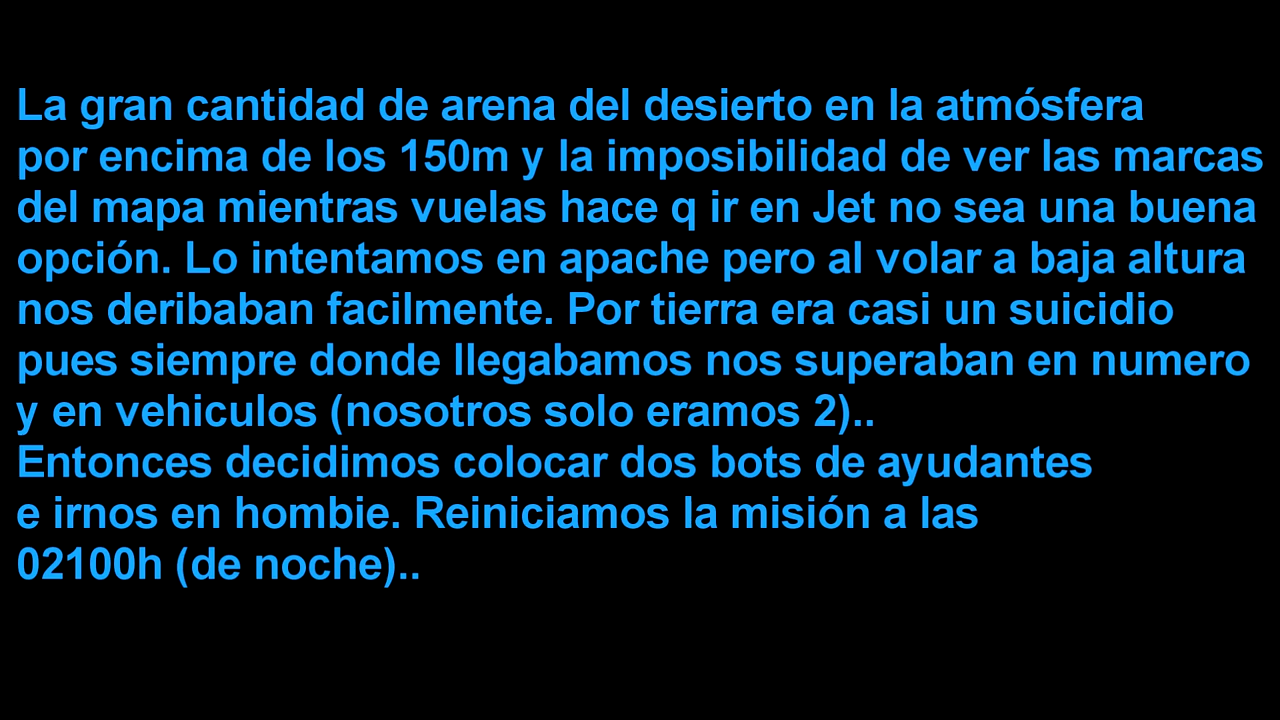 La gran cantidad de arena del desierto en la atmósfera
por encima de los 150m y la imposibilidad de ver las marcas
del mapa mientras vuelas hace q ir en Jet no sea una buena
opción. Lo intentamos en apache pero al volar a baja altura
nos deribaban facilmente. Por tierra era casi un suicidio
pues siempre donde llegabamos nos superaban en numero
y en vehiculos (nosotros solo eramos 2)..
Entonces decidimos colocar dos bots de ayudantes
e irnos en hombie. Reiniciamos la misión a las
02100h (de noche)..